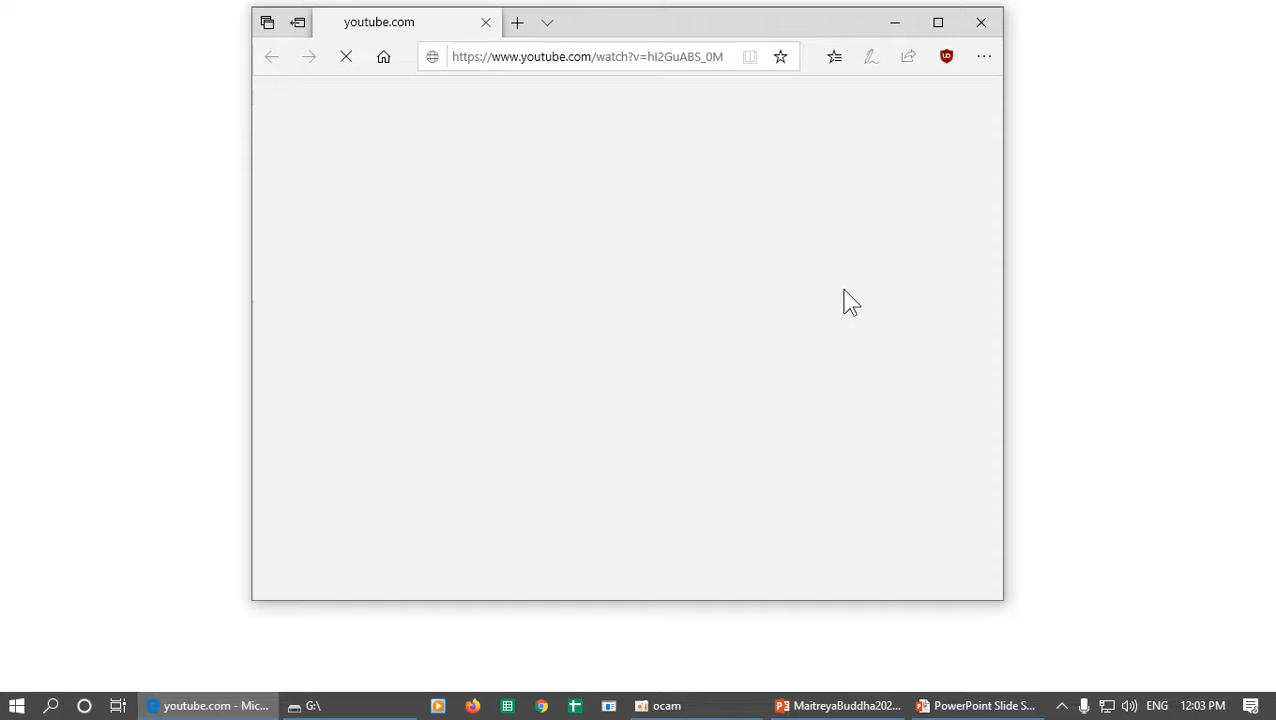 youtube.com
https://www.youtube.com/watch?v=hI2GuABS_0M
youtube.com - Mic...
G:\
ocam
MaitreyaBuddha202...
PowerPoint Slide S...
ENG
12:03 PM